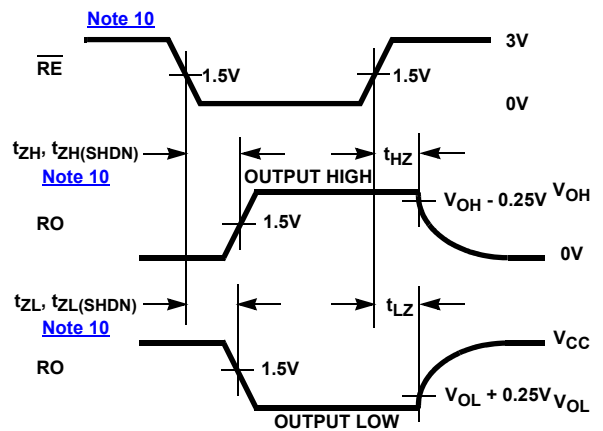 Note 10
RE
1.5V
1.5V
3V
0V
tZH, tZH(SHDN)
Note 10
OUTPUT HIGH
tHZ
RO
1.5V
VOH - 0.25V
VOH
0V
tZL, tZL(SHDN)
Note 10
tLZ
RO
1.5V
VCC
VOL + 0.25V
VOL
OUTPUT LOW